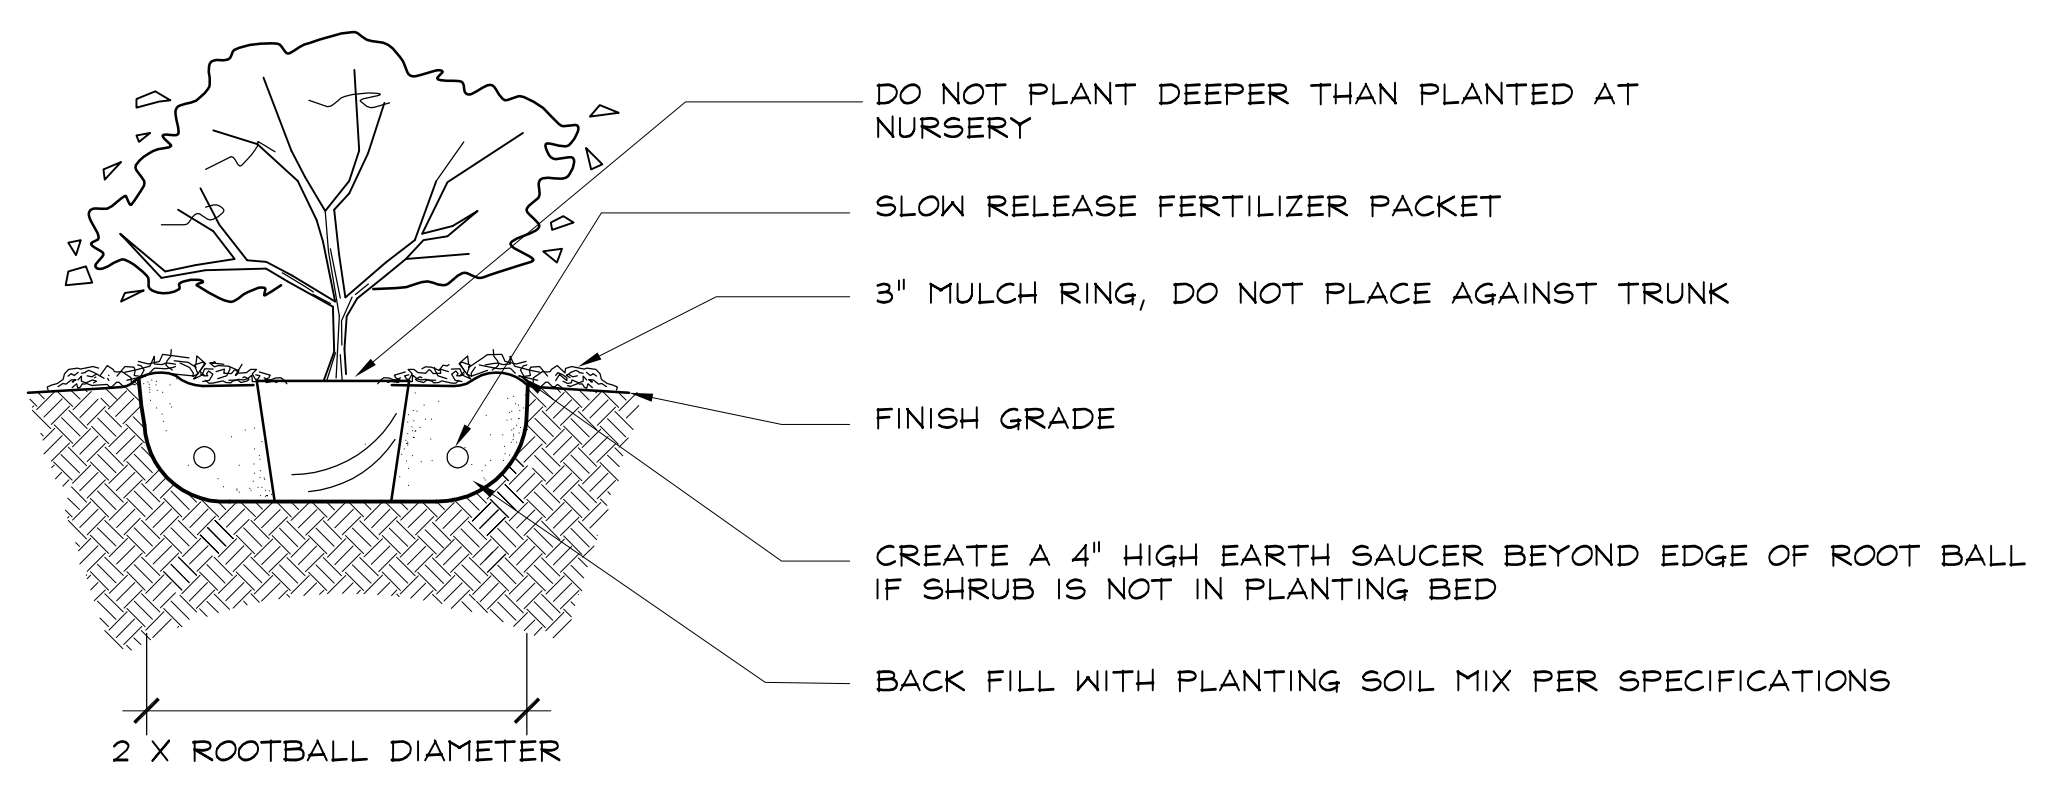 DO NOT PLANT DEEPER THAN PLANTED AT
NURSERY
SLOW RELEASE FERTILIZER PACKET
3" MULCH RING, DO NOT PLACE AGAINST TRUNK
FINISH GRADE
CREATE A 4" HIGH EARTH SAUCER BEYOND EDGE OF ROOT BALL
IF SHRUB IS NOT IN PLANTING BED
BACK FILL WITH PLANTING SOIL MIX PER SPECIFICATIONS
2 X ROOTBALL DIAMETER